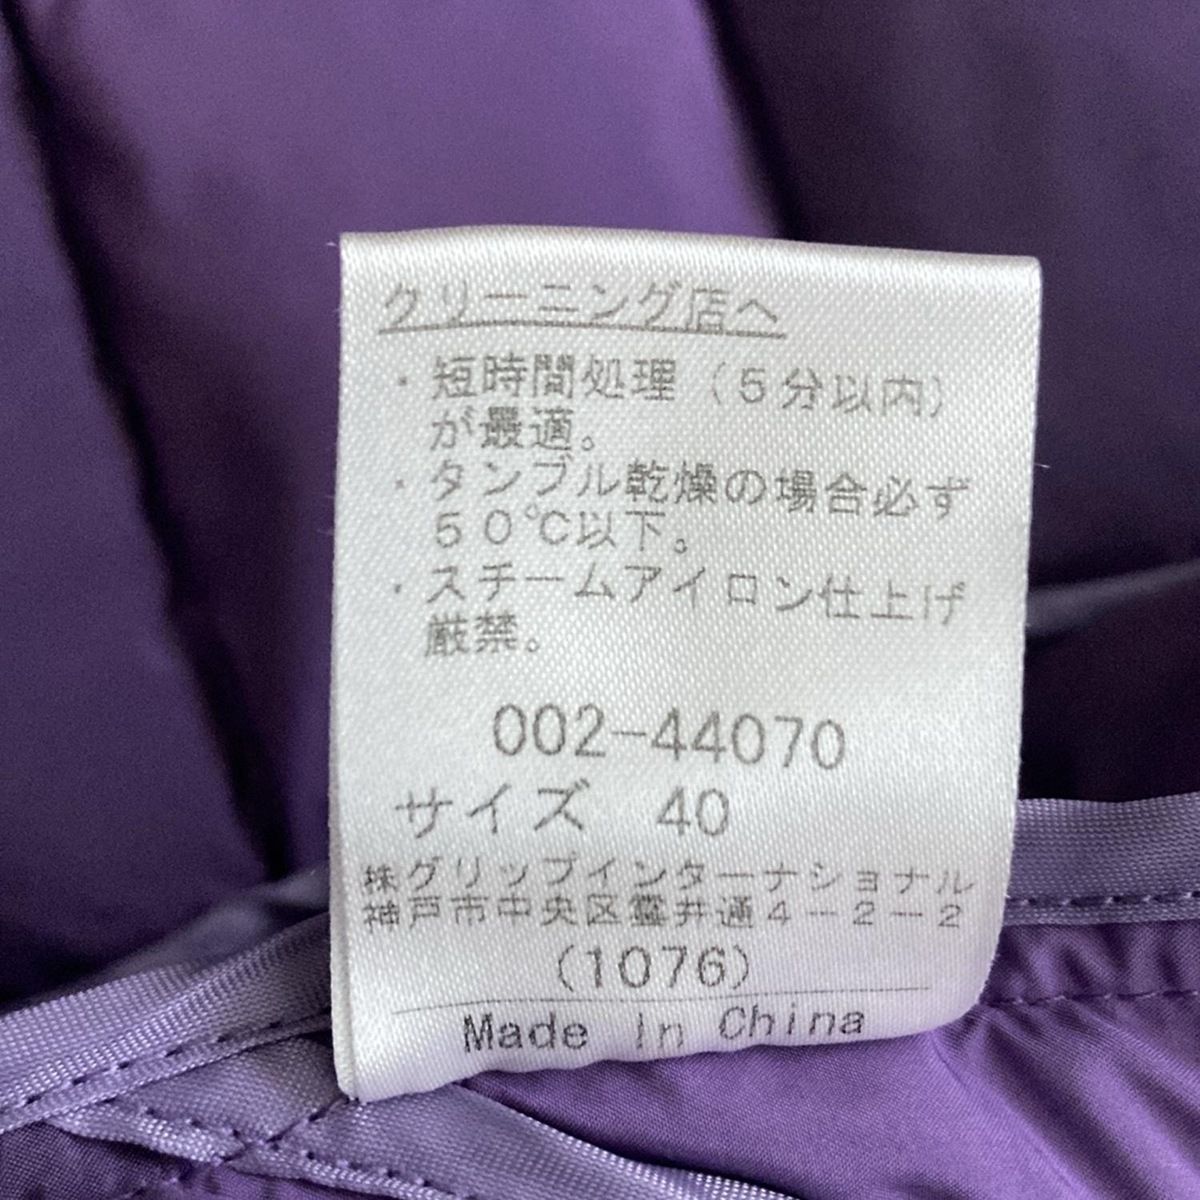 クリーニング店へ
・短時間処理（５分以内）
が最適。
・タンブル乾燥の場合必ず
５０℃以下。
・スチームアイロン仕上げ
厳禁。
002-44070
サイズ 40
㈱グリップインターナショナル
神戸市中央区雲井通４－２－２
(1076)
Made In China